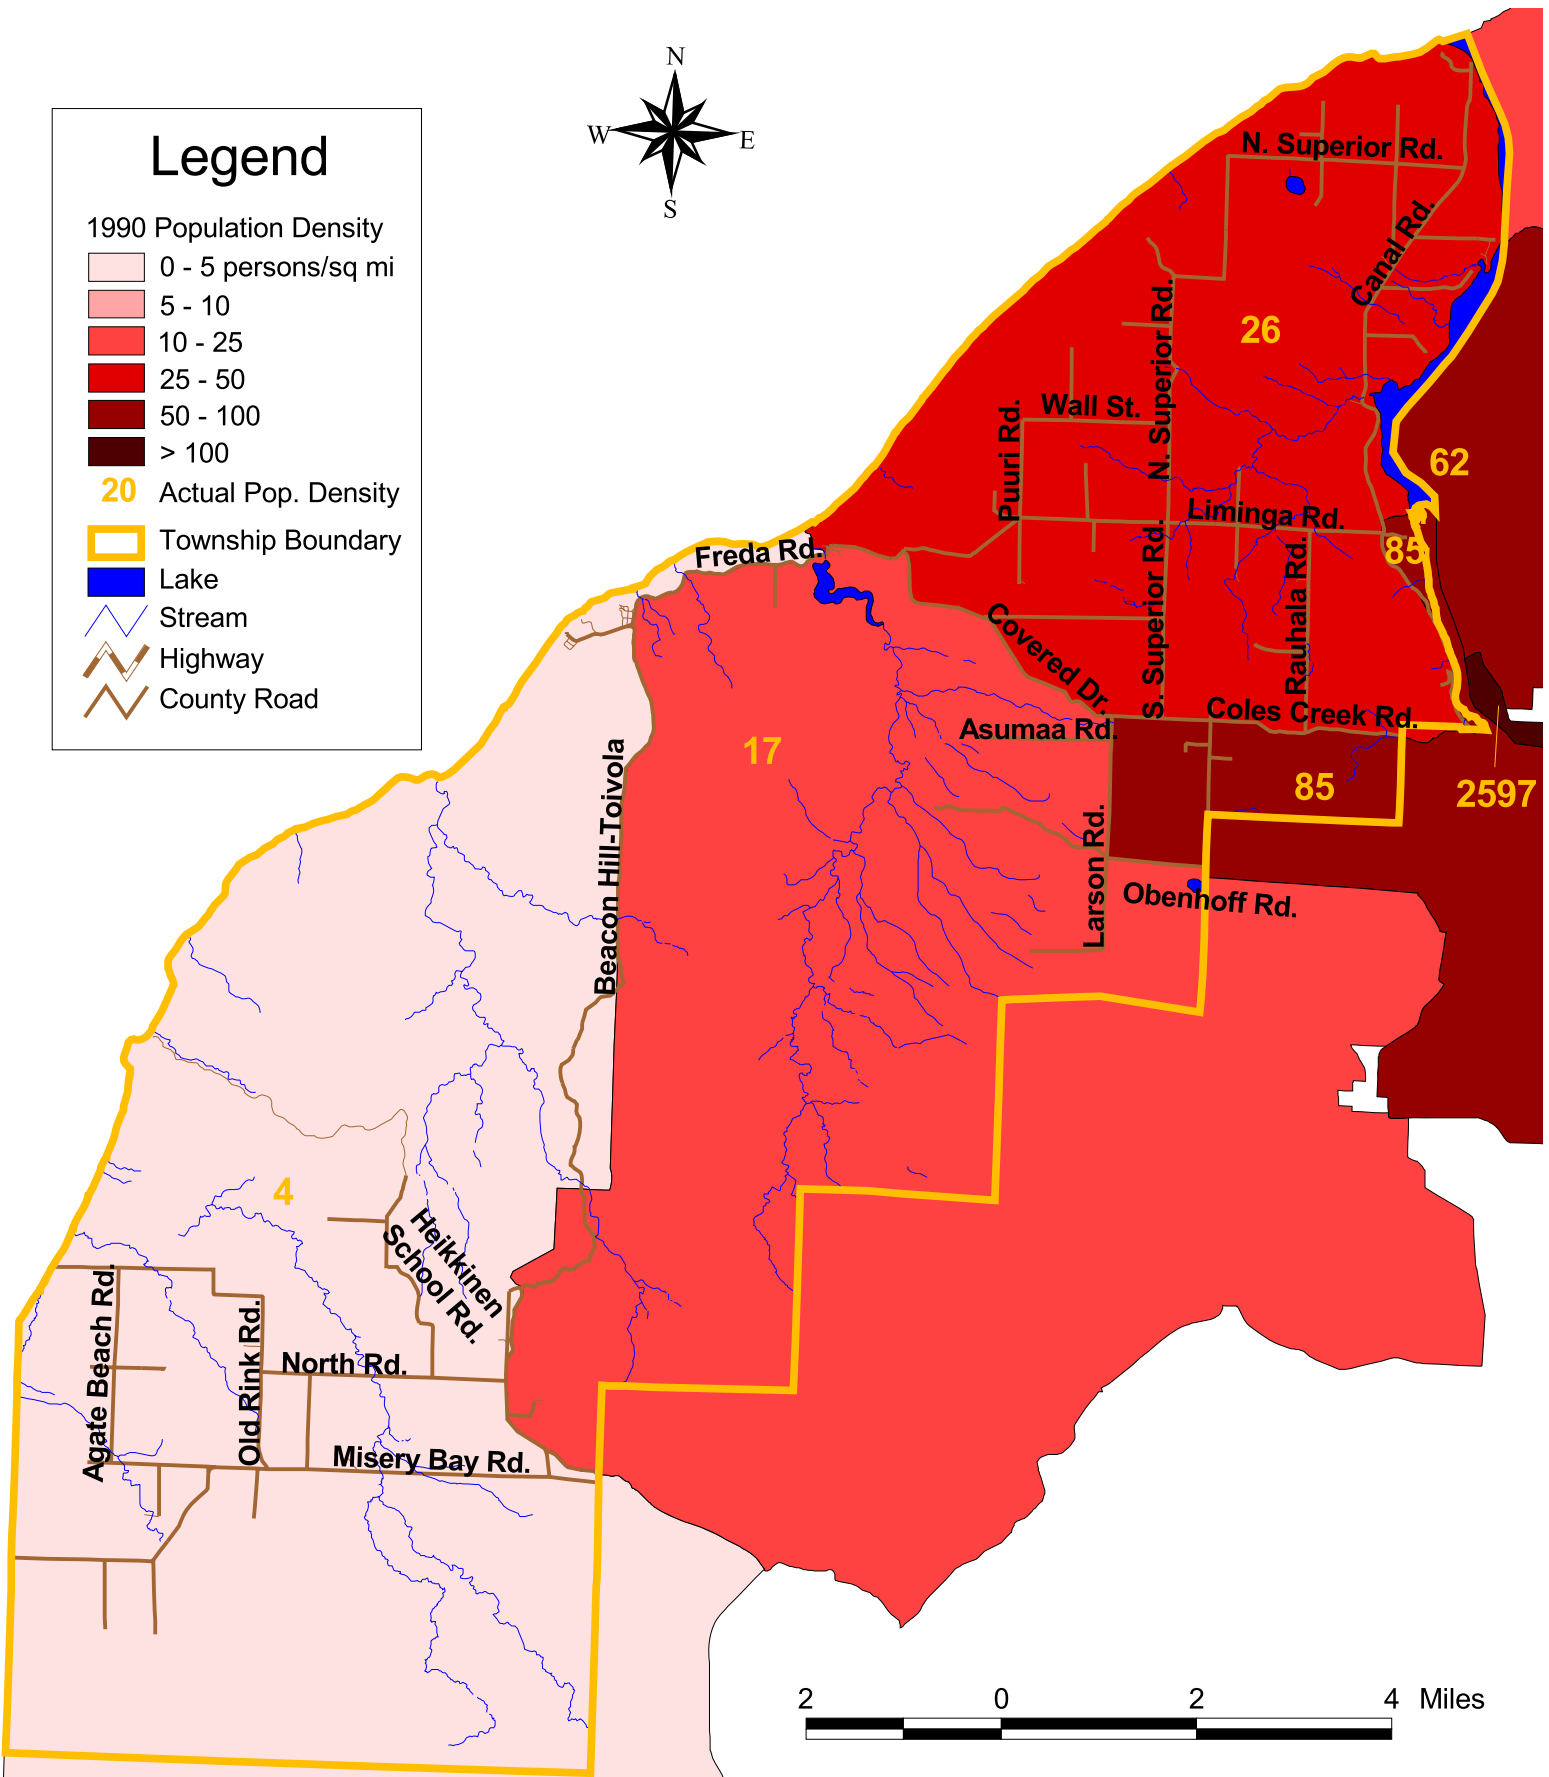 N
W
E
S
Legend
1990 Population Density
0 - 5 persons/sq mi
5 - 10
10 - 25
25 - 50
50 - 100
> 100
20 Actual Pop. Density
Township Boundary
Lake
Stream
Highway
County Road
N. Superior Rd.
Canal Rd.
26
N. Superior Rd.
Wall St.
Puuri Rd.
62
Liminga Rd.
85
Freda Rd.
S. Superior Rd.
Rauhala Rd.
Covered Dr.
Coles Creek Rd.
Asumaa Rd.
17
85
2597
Beacon Hill-Toivola
Larson Rd.
Obenhoff Rd.
4
Heikkinen
School Rd.
Agate Beach Rd.
Old Rink Rd.
North Rd.
Misery Bay Rd.
2 0 2 4 Miles